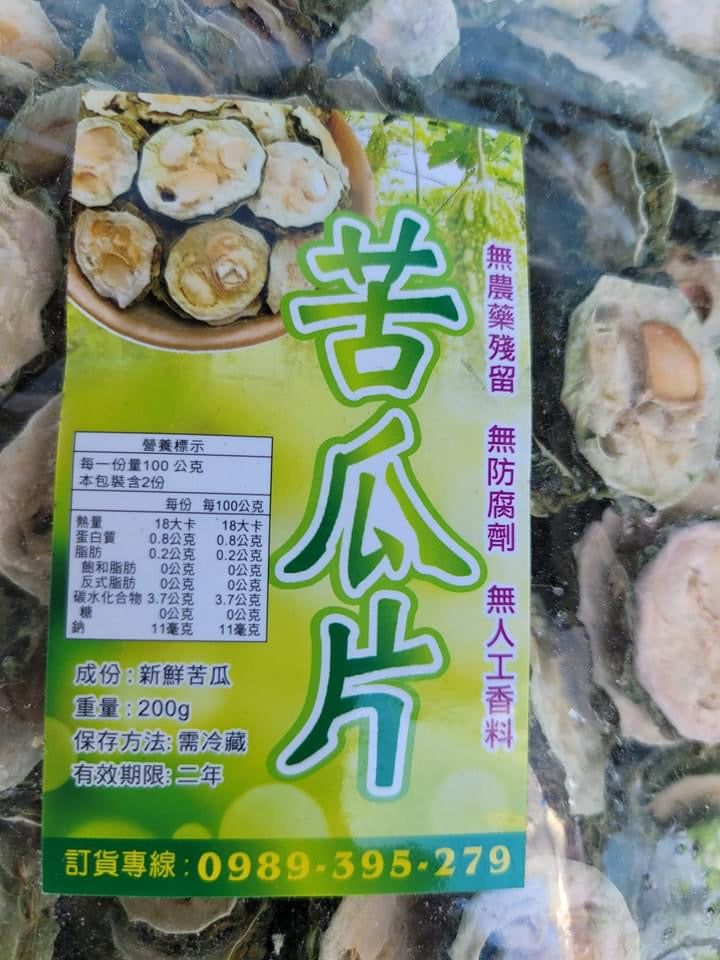 苦瓜片
無農藥殘留 無防腐劑 無人工香料
營養標示
每一份量100 公克
本包裝含2份
每份 每100公克
熱量 18大卡 18大卡
蛋白質 0.8公克 0.8公克
脂肪 0.2公克 0.2公克
飽和脂肪 0公克 0公克
反式脂肪 0公克 0公克
碳水化合物 3.7公克 3.7公克
糖 0公克 0公克
鈉 11毫克 11毫克
成份:新鮮苦瓜
重量:200g
保存方法:需冷藏
有效期限:二年
訂貨專線:0989-395-279